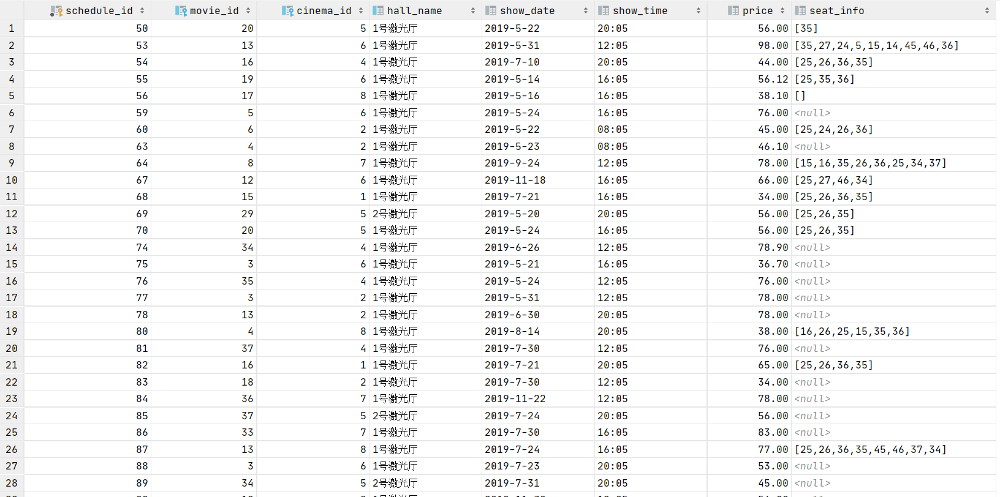 schedule_id movie_id cinema_id hall_name show_date show_time price seat_info
1 50 20 5 1号激光厅 2019-5-22 20:05 56.00 [35]
2 53 13 6 1号激光厅 2019-5-31 12:05 98.00 [35,27,24,5,15,14,45,46,36]
3 54 16 4 1号激光厅 2019-7-10 20:05 44.00 [25,26,36,35]
4 55 19 6 1号激光厅 2019-5-14 16:05 56.12 [25,35,36]
5 56 17 8 1号激光厅 2019-5-16 16:05 38.10 []
6 59 5 6 1号激光厅 2019-5-24 16:05 76.00 <null>
7 60 6 2 1号激光厅 2019-5-22 08:05 45.00 [25,24,26,36]
8 63 4 2 1号激光厅 2019-5-23 08:05 46.10 <null>
9 64 8 7 1号激光厅 2019-9-24 12:05 78.00 [15,16,35,26,36,25,34,37]
10 67 12 6 1号激光厅 2019-11-18 16:05 66.00 [25,27,46,34]
11 68 15 1 1号激光厅 2019-7-21 16:05 34.00 [25,26,36,35]
12 69 29 5 2号激光厅 2019-5-20 20:05 56.00 [25,26,35]
13 70 20 5 1号激光厅 2019-5-24 16:05 56.00 [25,26,35]
14 74 34 4 1号激光厅 2019-6-26 12:05 78.90 <null>
15 75 3 6 1号激光厅 2019-5-21 16:05 36.70 <null>
16 76 35 4 1号激光厅 2019-5-24 12:05 76.00 <null>
17 77 3 2 1号激光厅 2019-5-31 12:05 78.00 <null>
18 78 13 2 1号激光厅 2019-6-30 20:05 78.00 <null>
19 80 4 8 1号激光厅 2019-8-14 20:05 38.00 [16,26,25,15,35,36]
20 81 37 4 1号激光厅 2019-7-30 12:05 76.00 <null>
21 82 16 1 1号激光厅 2019-7-21 20:05 65.00 [25,26,36,35]
22 83 18 2 1号激光厅 2019-7-30 12:05 34.00 <null>
23 84 36 7 1号激光厅 2019-11-22 12:05 78.00 <null>
24 85 37 5 2号激光厅 2019-7-24 20:05 56.00 <null>
25 86 33 7 1号激光厅 2019-7-30 16:05 83.00 <null>
26 87 13 8 1号激光厅 2019-7-24 16:05 77.00 [25,26,36,35,45,46,37,34]
27 88 3 6 1号激光厅 2019-7-23 20:05 53.00 <null>
28 89 34 5 2号激光厅 2019-7-31 20:05 45.00 <null>